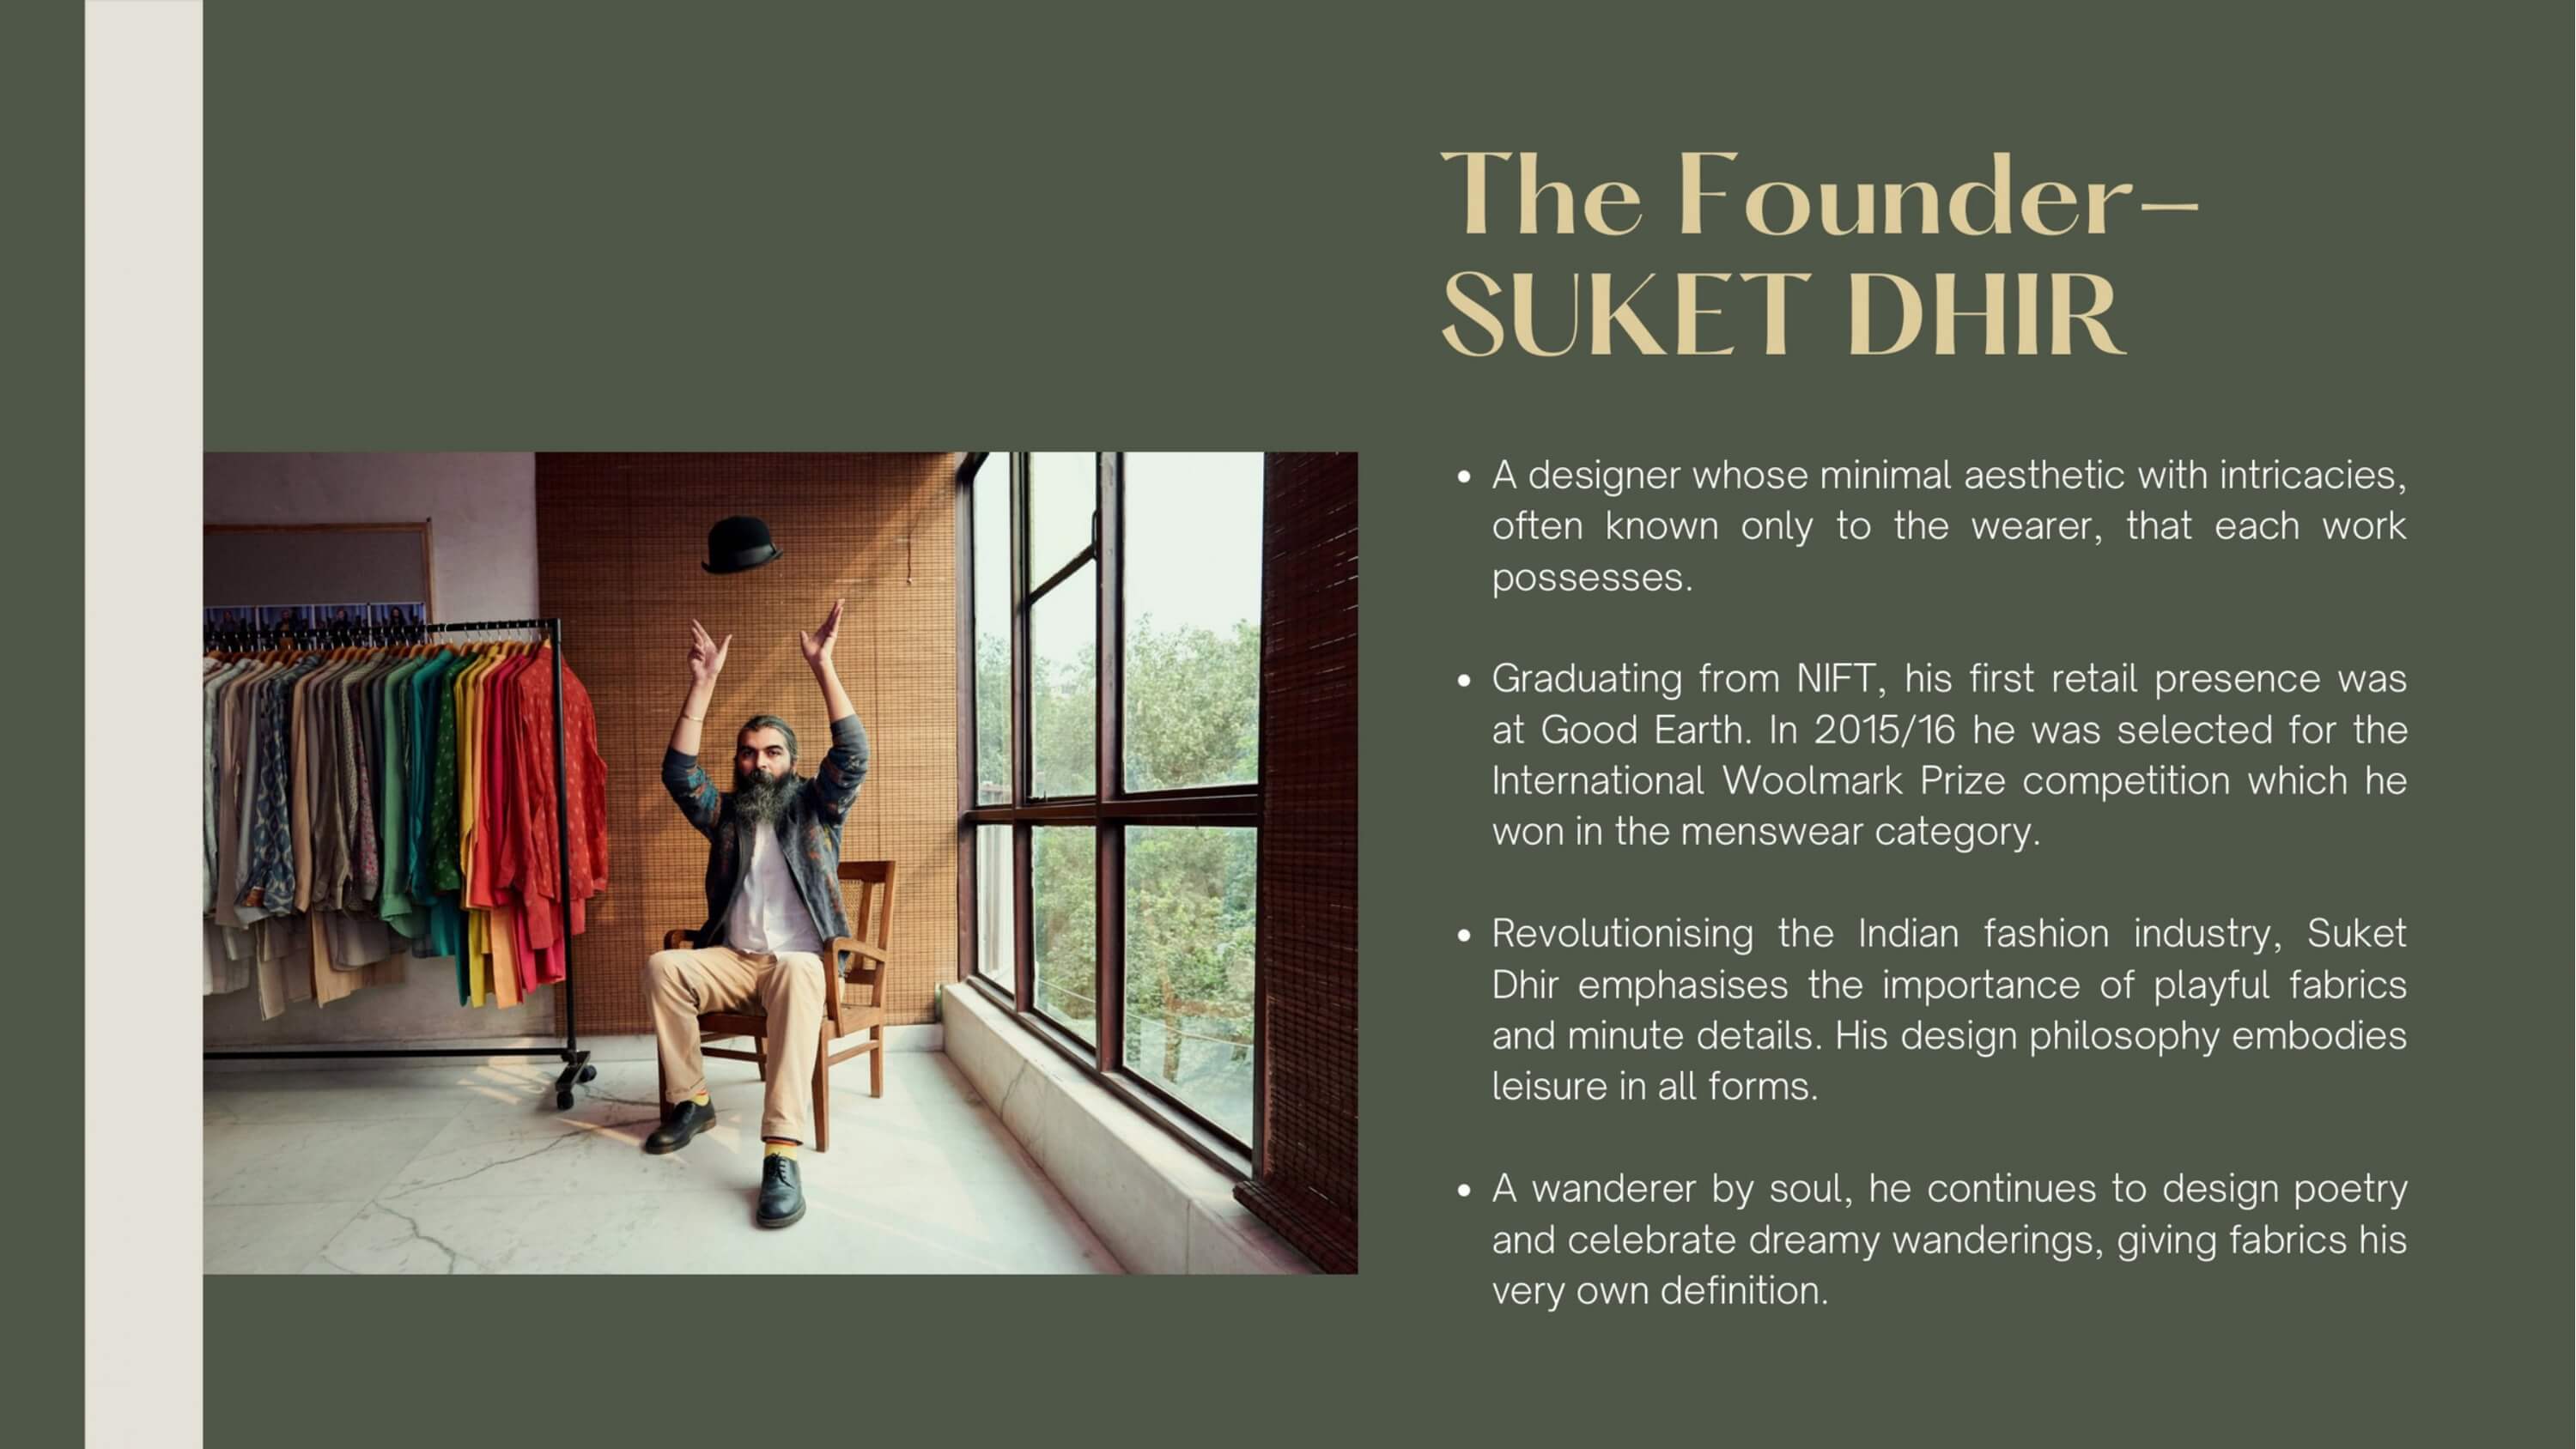 The Founder–
SUKET DHIR
• A designer whose minimal aesthetic with intricacies,
often known only to the wearer, that each work
possesses.
• Graduating from NIFT, his first retail presence was
at Good Earth. In 2015/16 he was selected for the
International Woolmark Prize competition which he
won in the menswear category.
• Revolutionising the Indian fashion industry, Suket
Dhir emphasises the importance of playful fabrics
and minute details. His design philosophy embodies
leisure in all forms.
• A wanderer by soul, he continues to design poetry
and celebrate dreamy wanderings, giving fabrics his
very own definition.